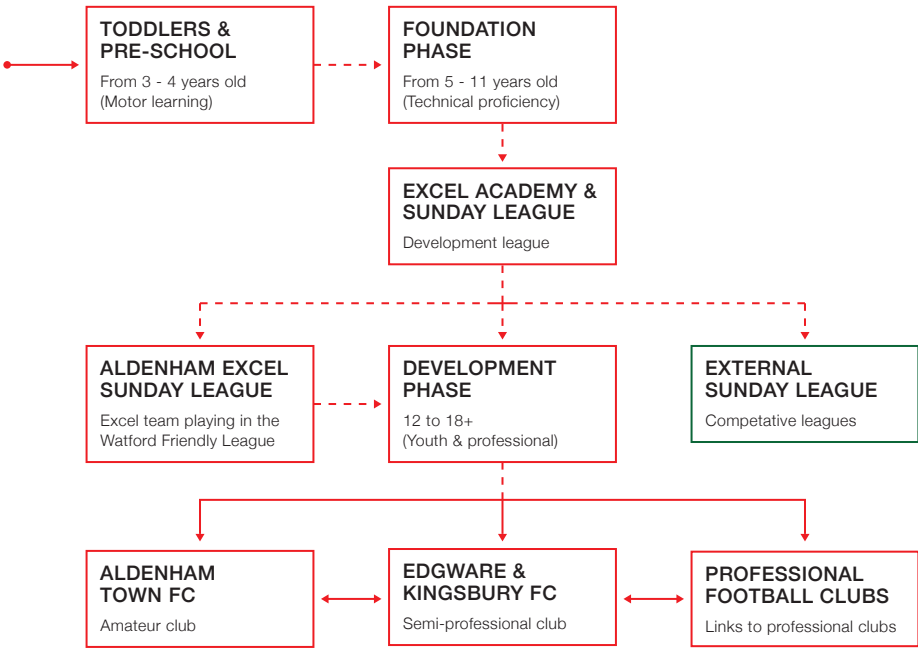 TODDLERS &
PRE-SCHOOL
From 3 - 4 years old
(Motor learning)
FOUNDATION
PHASE
From 5 - 11 years old
(Technical proficiency)
EXCEL ACADEMY &
SUNDAY LEAGUE
Development league
ALDENHAM EXCEL
SUNDAY LEAGUE
Excel team playing in the
Watford Friendly League
DEVELOPMENT
PHASE
12 to 18+
(Youth & professional)
EXTERNAL
SUNDAY LEAGUE
Competative leagues
ALDENHAM
TOWN FC
Amateur club
EDGWARE &
KINGSBURY FC
Semi-professional club
PROFESSIONAL
FOOTBALL CLUBS
Links to professional clubs